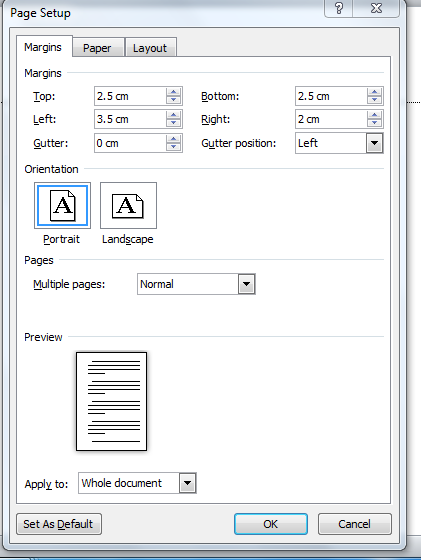 Page Setup
Margins Paper Layout
Margins
Top: 2.5 cm Bottom: 2.5 cm
Left: 3.5 cm Right: 2 cm
Gutter: 0 cm Gutter position: Left
Orientation
A A
Portrait Landscape
Pages
Multiple pages: Normal
Preview
Apply to: Whole document
Set As Default OK Cancel